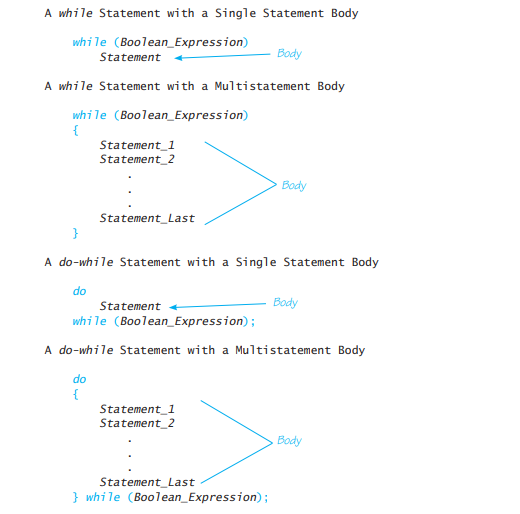 A while Statement with a Single Statement Body
while (Boolean_Expression)
Statement
Body
A while Statement with a Multistatement Body
while (Boolean_Expression)
{
Statement_1
Statement_2
.
.
.
Body
Statement_Last
}
A do-while Statement with a Single Statement Body
do
Statement
Body
while (Boolean_Expression);
A do-while Statement with a Multistatement Body
do
{
Statement_1
Statement_2
.
.
.
Body
Statement_Last
} while (Boolean_Expression);